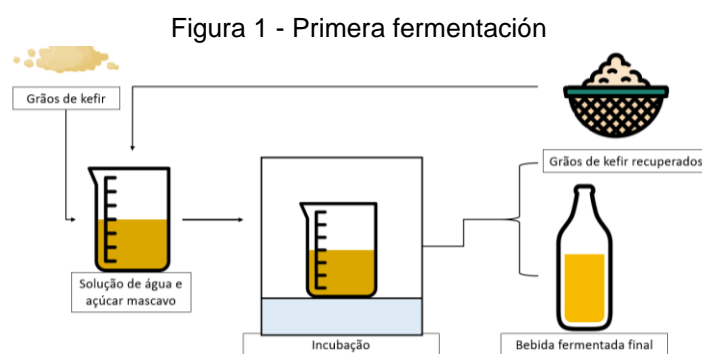 Figura 1 - Primera fermentación
Grãos de kefir
Grãos de kefir recuperados
Solução de água e
açúcar mascavo
Incubação
Bebida fermentada final